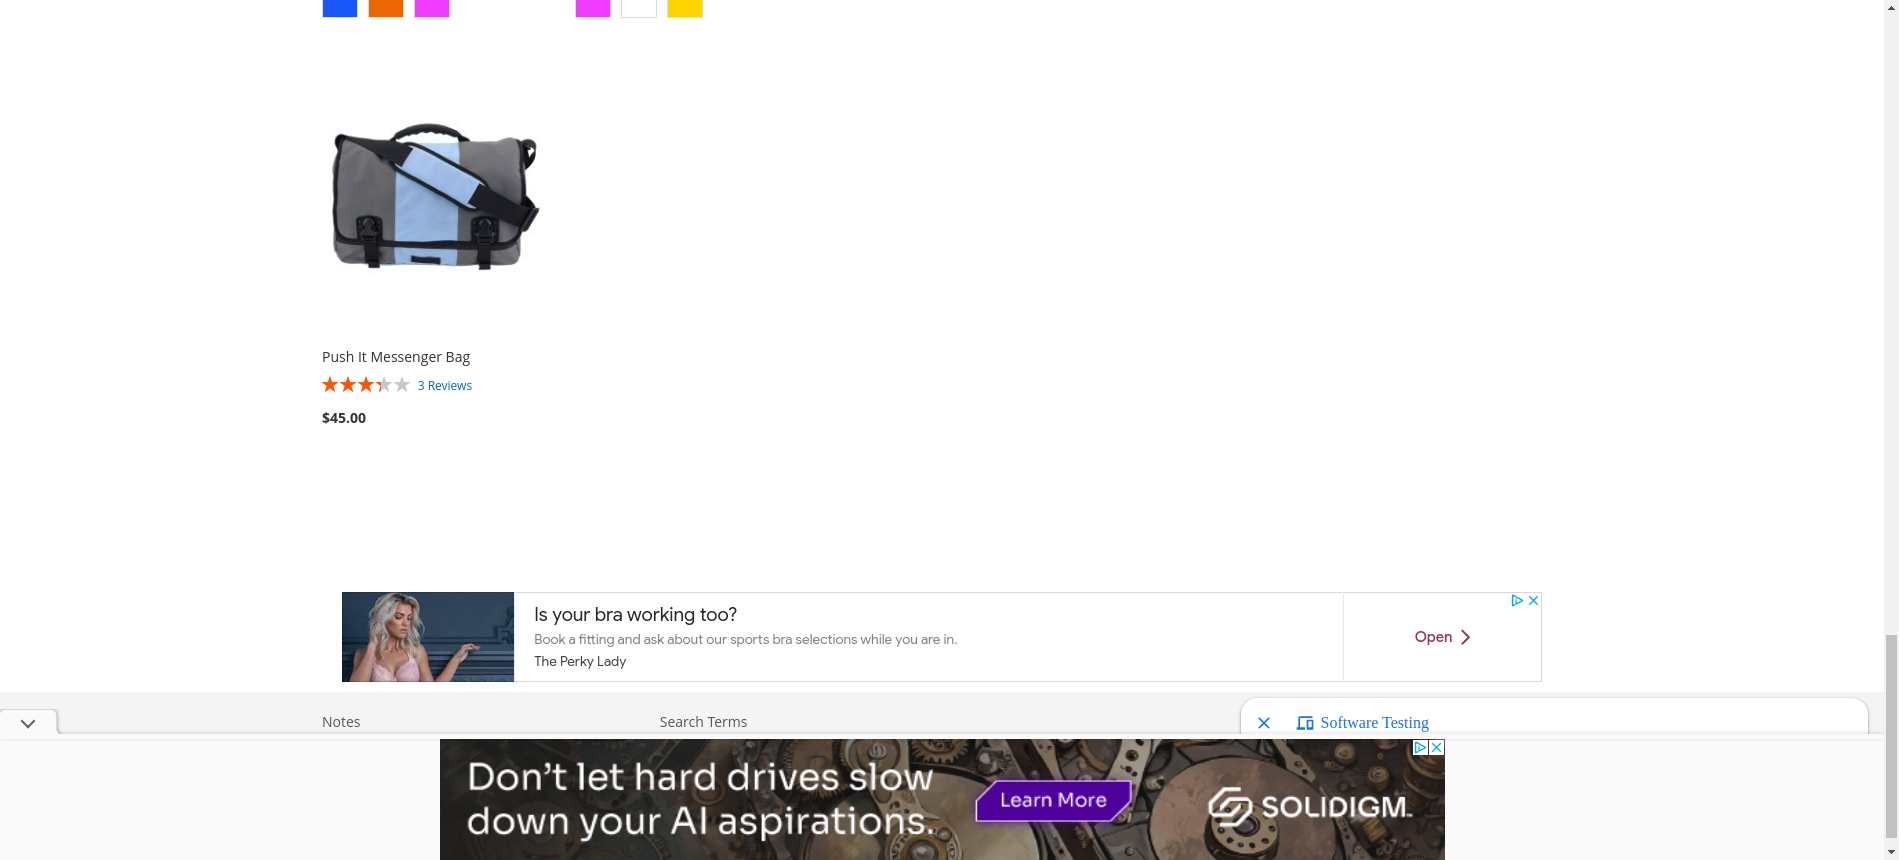 Push It Messenger Bag
3 Reviews
$45.00
Is your bra working too?
Book a fitting and ask about our sports bra selections while you are in.
The Perky Lady
Open
Notes
Search Terms
Software Testing
Don't let hard drives slow
down your AI aspirations.
Learn More
SOLIDIGM